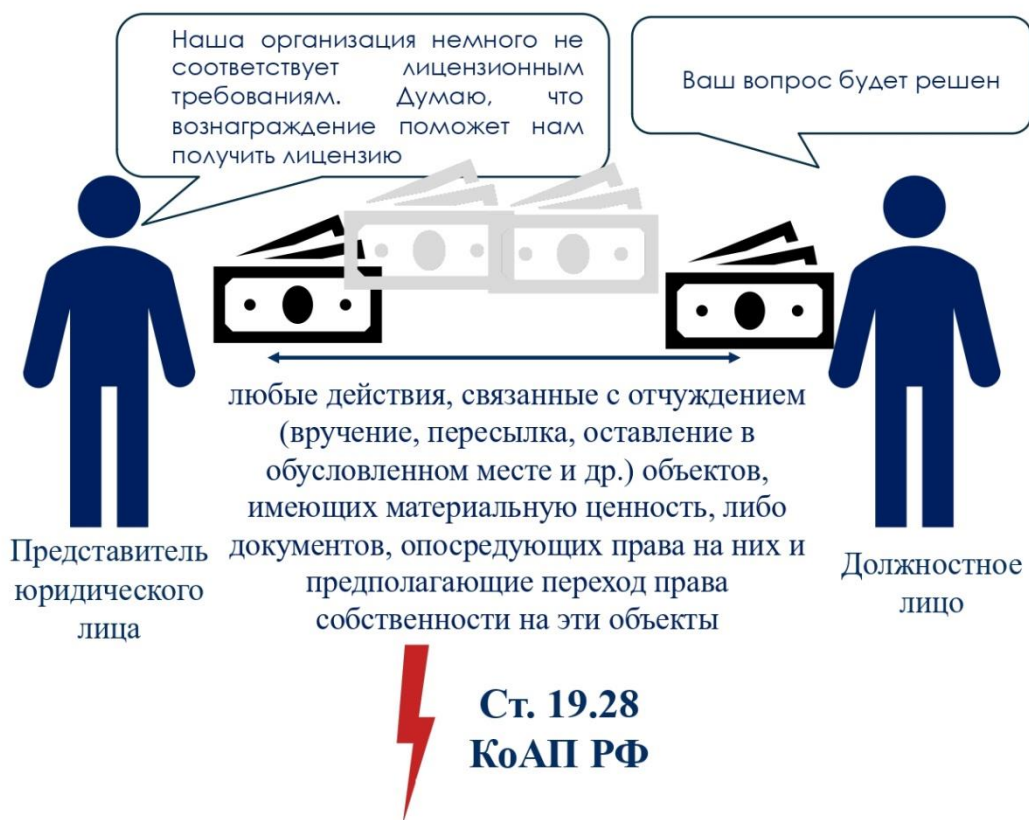 Наша организация немного не
соответствует лицензионным
требованиям. Думаю, что
вознаграждение поможет нам
получить лицензию
Ваш вопрос будет решен
любые действия, связанные с отчуждением
(вручение, пересылка, оставление в
обусловленном месте и др.) объектов,
имеющих материальную ценность, либо
документов, опосредующих права на них и
предполагающие переход права
собственности на эти объекты
Представитель
юридического
лица
Должностное
лицо
Ст. 19.28
КоАП РФ